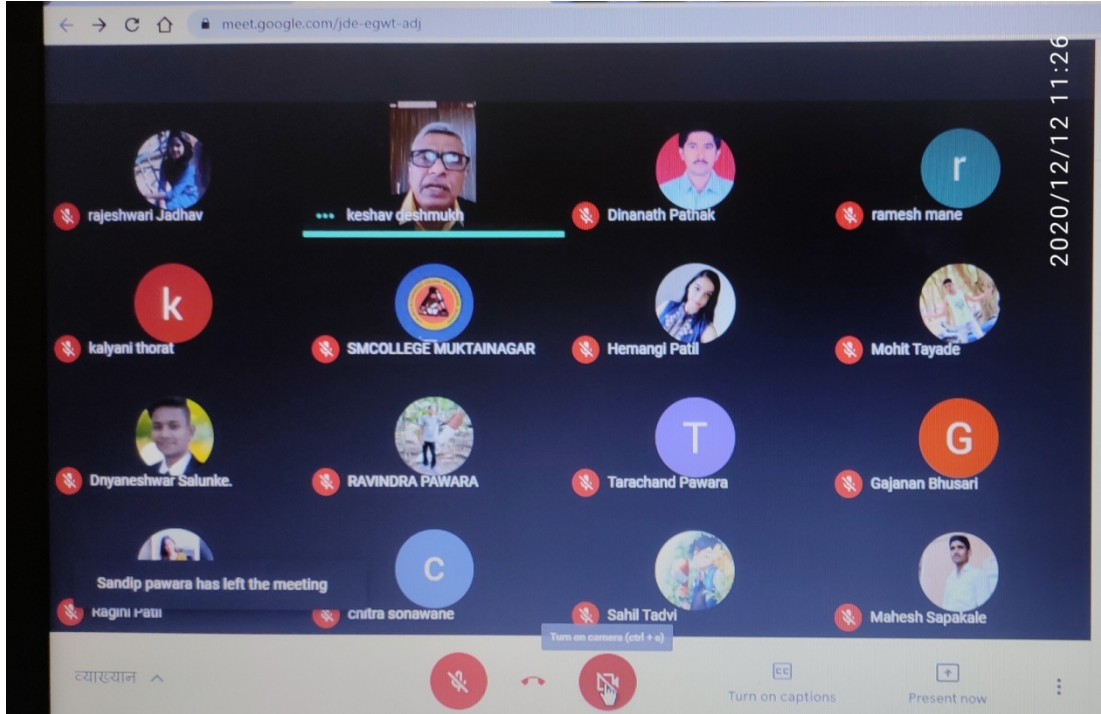 meet.google.com/jde-egwt-adj
2020/12/12 11:26
rajeshwari Jadhav
keshav deshmukh
Dinanath Pathak
r
ramesh mane
k
kalyani thorat
SMCOLLEGE MUKTAINAGAR
Hemangi Patil
Mohit Tayade
Dnyaneshwar Salunke.
RAVINDRA PAWARA
T
Tarachand Pawara
G
Gajanan Bhusari
Sandip pawara has left the meeting
Ragini Patil
c
chitra sonawane
Sahil Tadvi
Mahesh Sapakale
Turn on camera (ctrl + e)
व्याख्यान
CC
Turn on captions
Present now